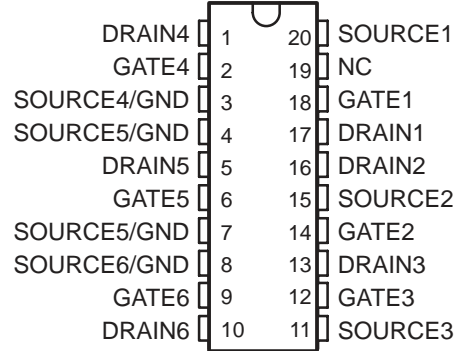 DRAIN4 1 20 SOURCE1
GATE4 2 19 NC
SOURCE4/GND 3 18 GATE1
SOURCE5/GND 4 17 DRAIN1
DRAIN5 5 16 DRAIN2
GATE5 6 15 SOURCE2
SOURCE5/GND 7 14 GATE2
SOURCE6/GND 8 13 DRAIN3
GATE6 9 12 GATE3
DRAIN6 10 11 SOURCE3